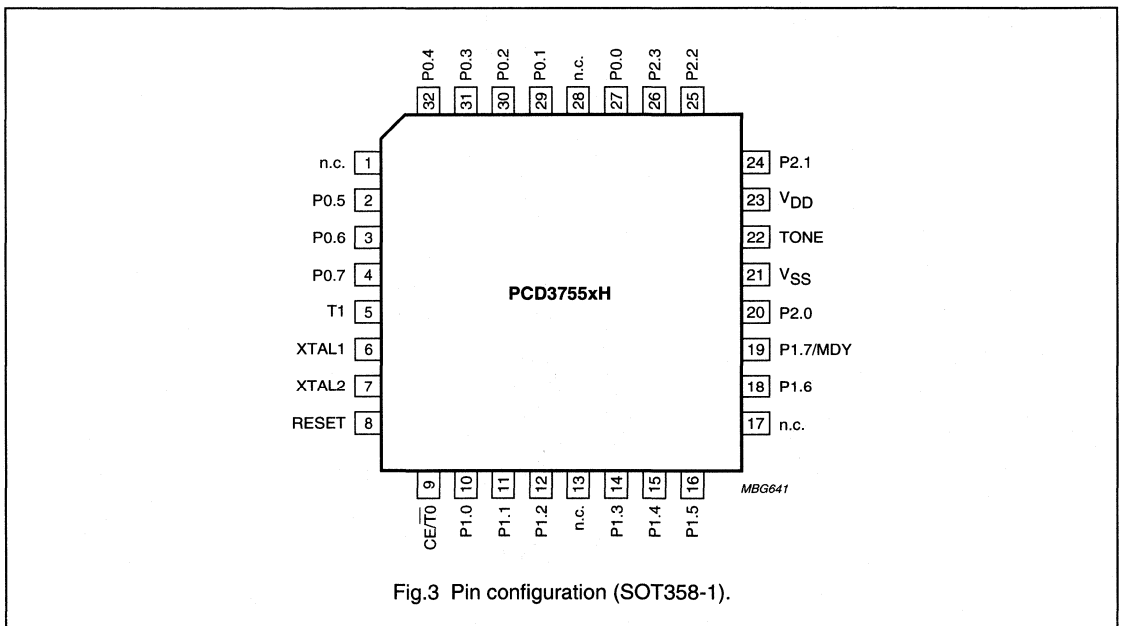 P0.4 P0.3 P0.2 P0.1 n.c. P0.0 P2.3 P2.2
32 31 30 29 28 27 26 25
n.c. 1
P0.5 2
P0.6 3
P0.7 4
T1 5
XTAL1 6
XTAL2 7
RESET 8
PCD3755xH
24 P2.1
23 VDD
22 TONE
21 VSS
20 P2.0
19 P1.7/MDY
18 P1.6
17 n.c.
9 10 11 12 13 14 15 16
CE/T̅0̅ P1.0 P1.1 P1.2 n.c. P1.3 P1.4 P1.5
MBG641
Fig.3 Pin configuration (SOT358-1).